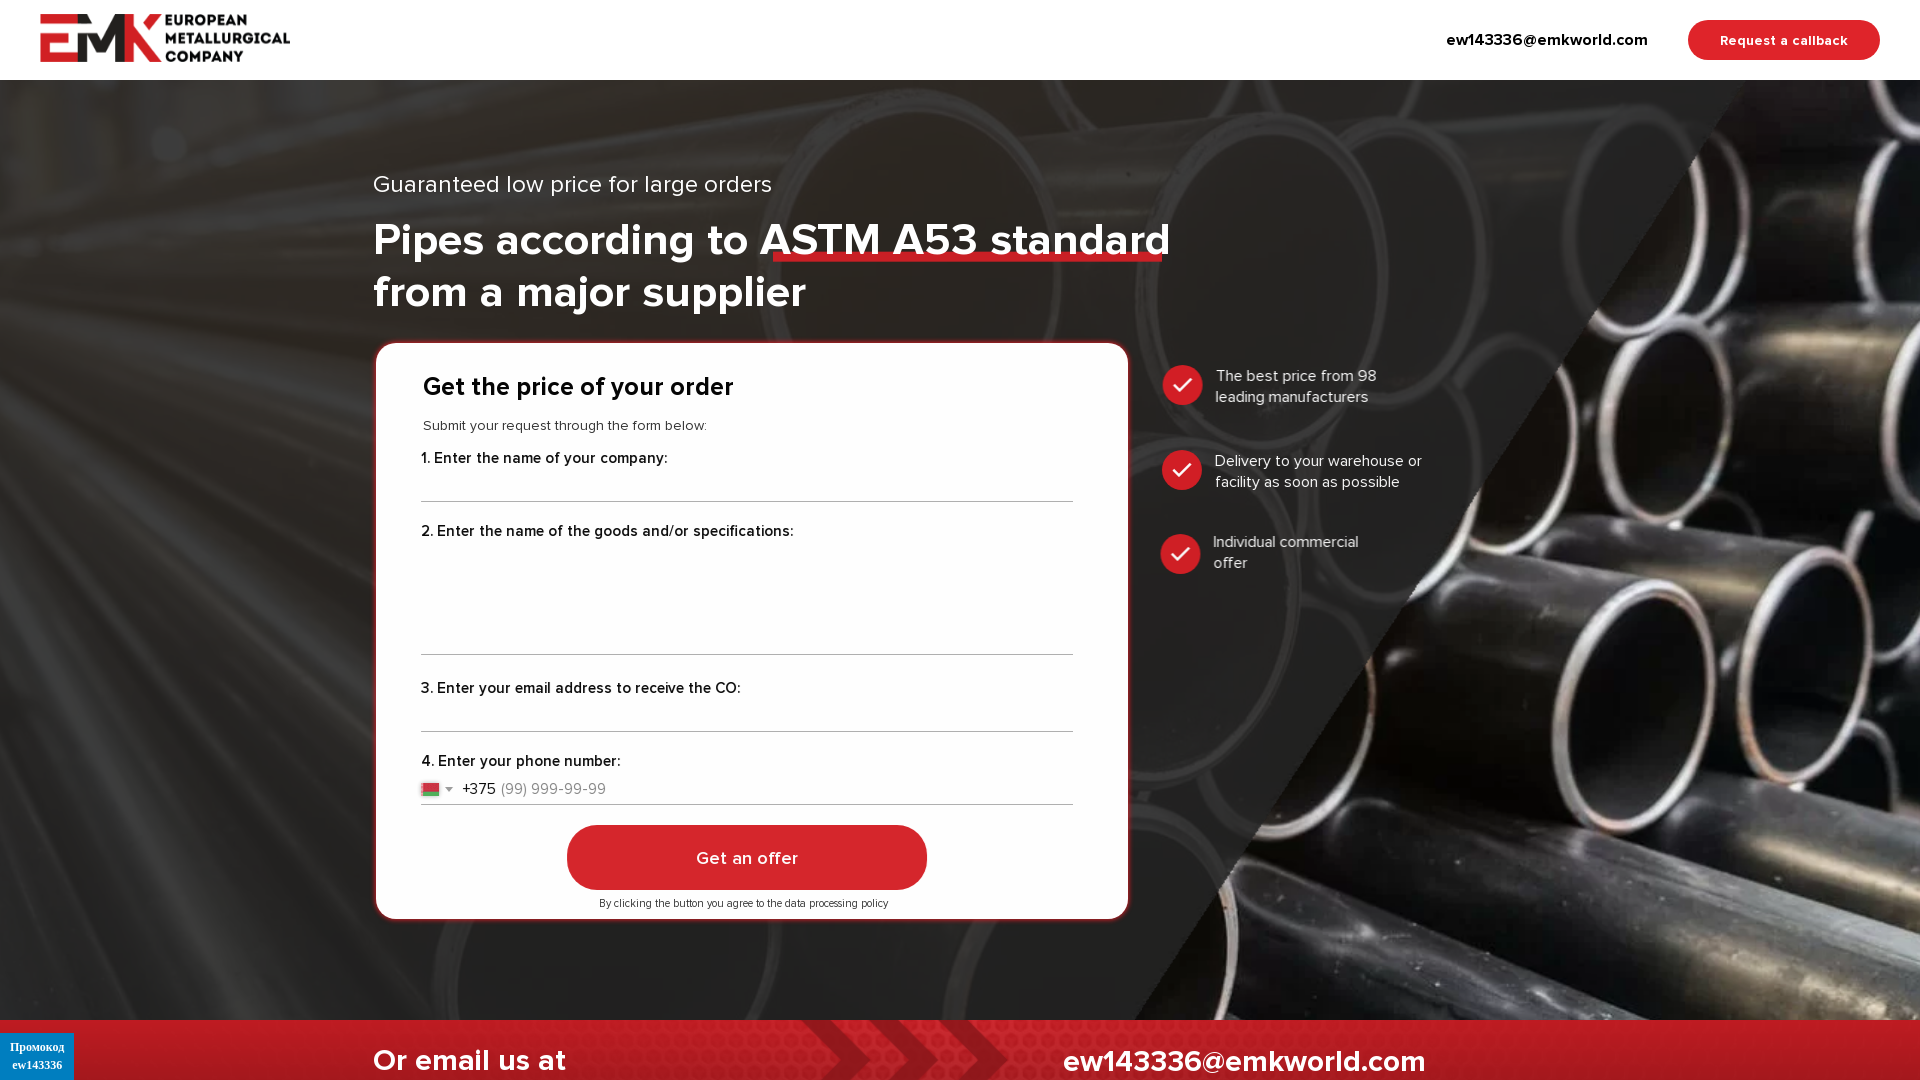 EMK
EUROPEAN
METALLURGICAL
COMPANY
ew143336@emkworld.com
Request a callback
Guaranteed low price for large orders
Pipes according to ASTM A53 standard
from a major supplier
Get the price of your order
Submit your request through the form below:
1. Enter the name of your company:
2. Enter the name of the goods and/or specifications:
3. Enter your email address to receive the CO:
4. Enter your phone number:
+375 (99) 999-99-99
Get an offer
By clicking the button you agree to the data processing policy
The best price from 98
leading manufacturers
Delivery to your warehouse or
facility as soon as possible
Individual commercial
offer
Or email us at
ew143336@emkworld.com
Промокод
ew143336